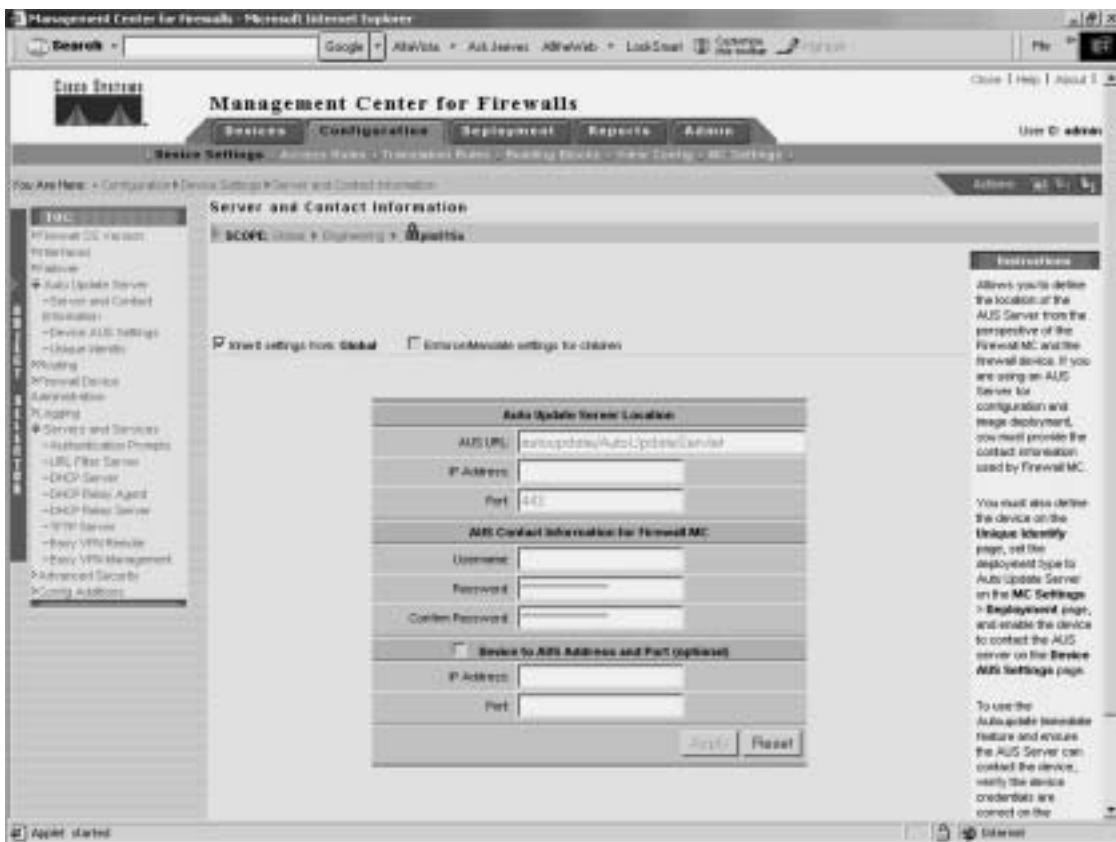 Management Center for Firewalls - Microsoft Internet Explorer
Search
Google AltaVista Ask Jeeves AlltheWeb LookSmart Customize this toolbar
File
CISCO SYSTEMS
Close | Help | About
Management Center for Firewalls
Devices Configuration Deployment Reports Admin
User ID: admin
Device Settings Access Rules Translation Rules Building Blocks View Config MC Settings
You Are Here: Configuration Device Settings Server and Contact Information
Actions:
TOC
Firewall OS Version
Interfaces
Failover
Auto Update Server
Server and Contact
Information
Device AUS Settings
Unique Identity
Routing
Firewall Device
Administration
Logging
Servers and Services
Authentication Prompts
URL Filter Server
DHCP Server
DHCP Relay Agent
DHCP Relay Server
TFTP Server
Easy VPN Remote
Easy VPN Management
Advanced Security
Config Additions
OBJECT SELECTOR
Server and Contact Information
SCOPE: Global Engineering
Inherit settings from: Global
Enforce/Mandate settings for children
Auto Update Server Location
AUS URL: autoupdate/AutoUpdateServlet
IP Address:
Port: 443
AUS Contact Information for Firewall MC
Username:
Password:
Confirm Password:
Device to AUS Address and Port (optional)
IP Address:
Port:
Apply Reset
Instructions
Allows you to define
the location of the
AUS Server from the
perspective of the
Firewall MC and the
firewall device. If you
are using an AUS
Server for
configuration and
image deployment,
you must provide the
contact information
used by Firewall MC.
You must also define
the device on the
Unique Identity
page, set the
deployment type to
Auto Update Server
on the MC Settings
> Deployment page,
and enable the device
to contact the AUS
server on the Device
AUS Settings page.
To use the
Autoupdate Immediate
feature and ensure
the AUS Server can
contact the device,
verify the device
credentials are
correct on the
Applet started
Internet